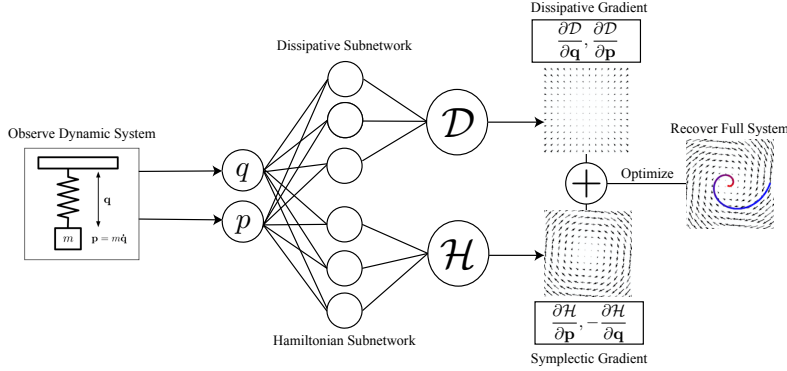 Dissipative Gradient
∂𝒟/∂𝐪, ∂𝒟/∂𝐩
Dissipative Subnetwork
𝒟
Observe Dynamic System
𝐪
m
𝐩 = m𝐪̇
q
p
+
Optimize
Recover Full System
ℋ
Hamiltonian Subnetwork
∂ℋ/∂𝐩, −∂ℋ/∂𝐪
Symplectic Gradient